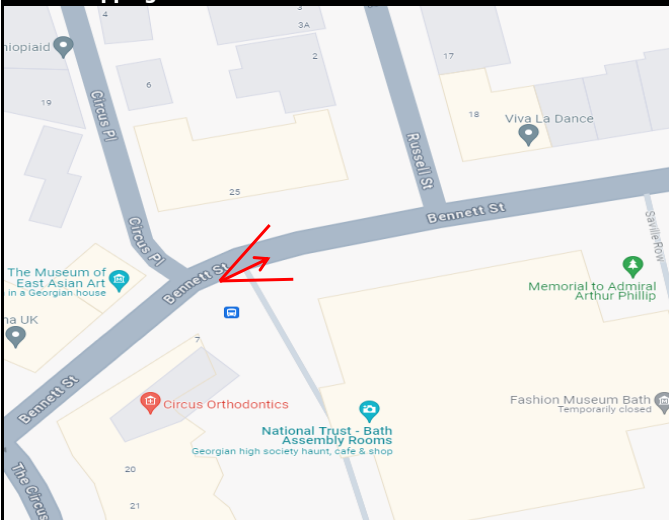 4
3A
niopiaid
2
17
6
19
Circus Pl
18
Viva La Dance
Russell St
25
Bennett St
Circus Pl
Saville Row
The Museum of
East Asian Art
in a Georgian house
Bennett St
Memorial to Admiral
Arthur Phillip
na UK
7
Bennett St
Circus Orthodontics
Fashion Museum Bath
Temporarily closed
National Trust - Bath
Assembly Rooms
Georgian high society haunt, cafe & shop
20
The Circus
21